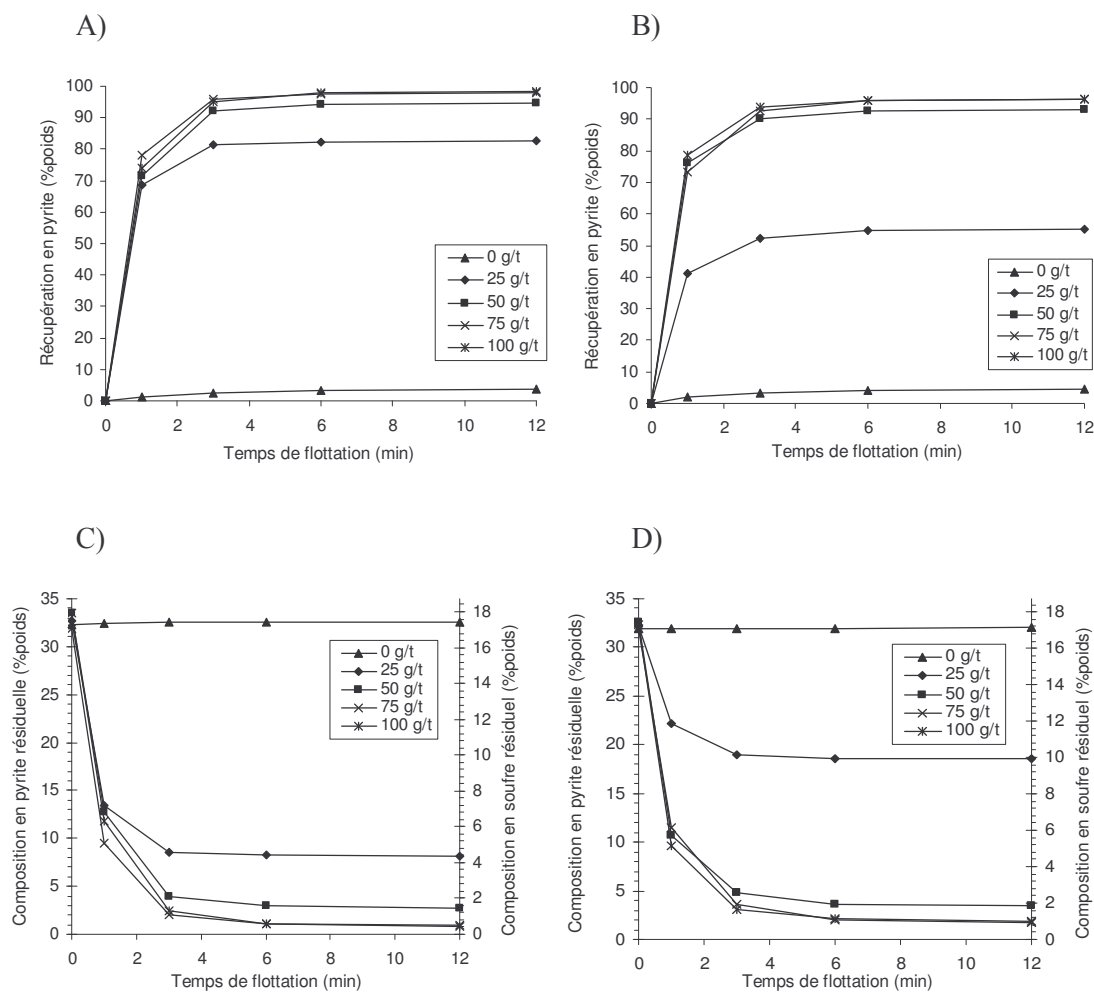 A)
B)
Récupération en pyrite (%poids)
100
90
80
70
60
50
40
30
20
10
0
0 g/t
25 g/t
50 g/t
75 g/t
100 g/t
0 2 4 6 8 10 12
Temps de flottation (min)
Récupération en pyrite (%poids)
100
90
80
70
60
50
40
30
20
10
0
0 g/t
25 g/t
50 g/t
75 g/t
100 g/t
0 2 4 6 8 10 12
Temps de flottation (min)
C)
D)
Composition en pyrite résiduelle (%poids)
35
30
25
20
15
10
5
0
0 g/t
25 g/t
50 g/t
75 g/t
100 g/t
18
16
14
12
10
8
6
4
2
0
Composition en soufre résiduel (%poids)
0 2 4 6 8 10 12
Temps de flottation (min)
Composition en pyrite résiduelle (%poids)
35
30
25
20
15
10
5
0
0 g/t
25 g/t
50 g/t
75 g/t
100 g/t
18
16
14
12
10
8
6
4
2
0
Composition en soufre résiduel (%poids)
0 2 4 6 8 10 12
Temps de flottation (min)